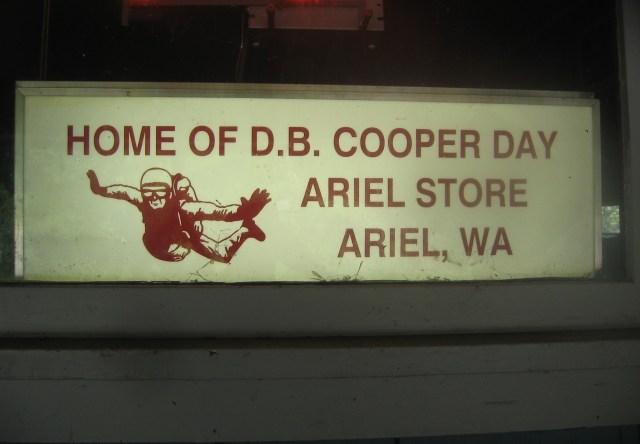 HOME OF D.B. COOPER DAY
ARIEL STORE
ARIEL, WA